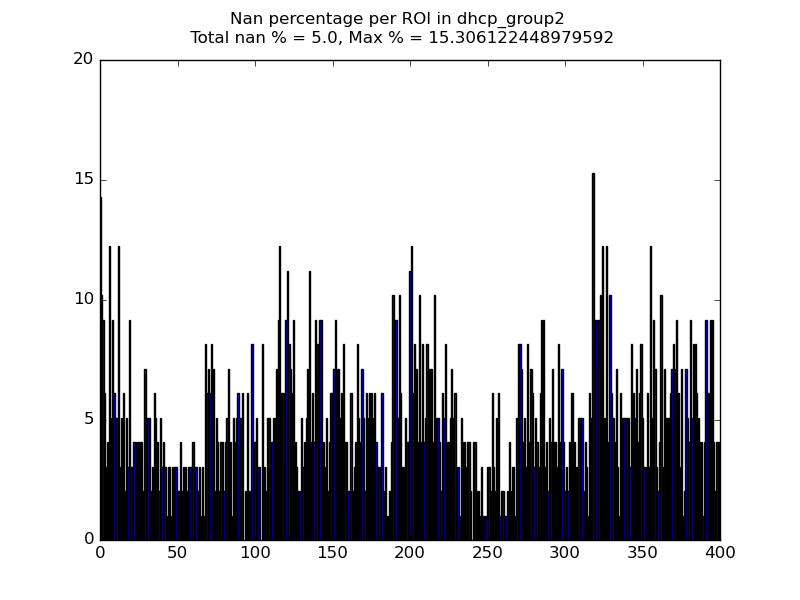 Nan percentage per ROI in dhcp_group2
Total nan % = 5.0, Max % = 15.306122448979592
20
15
10
5
0
0 50 100 150 200 250 300 350 400